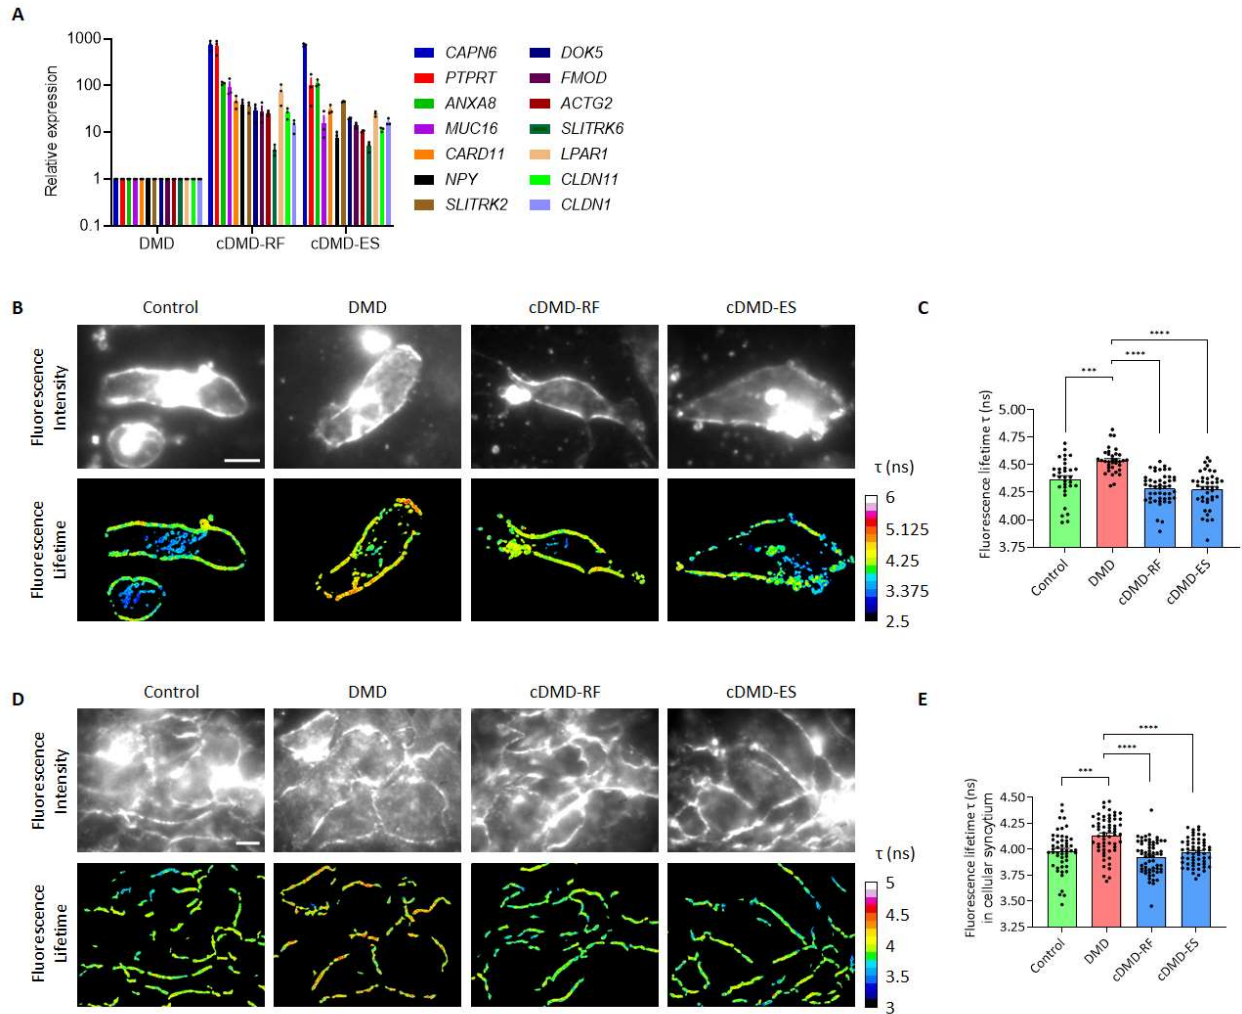 A
Relative expression
1000
100
10
1
0.1
DMD
cDMD-RF
cDMD-ES
CAPN6
PTPRT
ANXA8
MUC16
CARD11
NPY
SLITRK2
DOK5
FMOD
ACTG2
SLITRK6
LPAR1
CLDN11
CLDN1
B
Control
DMD
cDMD-RF
cDMD-ES
Fluorescence
Intensity
Fluorescence
Lifetime
τ (ns)
6
5.125
4.25
3.375
2.5
C
Fluorescence lifetime τ (ns)
5.00
4.75
4.50
4.25
4.00
3.75
***
****
****
Control
DMD
cDMD-RF
cDMD-ES
D
Control
DMD
cDMD-RF
cDMD-ES
Fluorescence
Intensity
Fluorescence
Lifetime
τ (ns)
5
4.5
4
3.5
3
E
Fluorescence lifetime τ (ns)
in cellular syncytium
4.50
4.25
4.00
3.75
3.50
3.25
***
****
****
Control
DMD
cDMD-RF
cDMD-ES